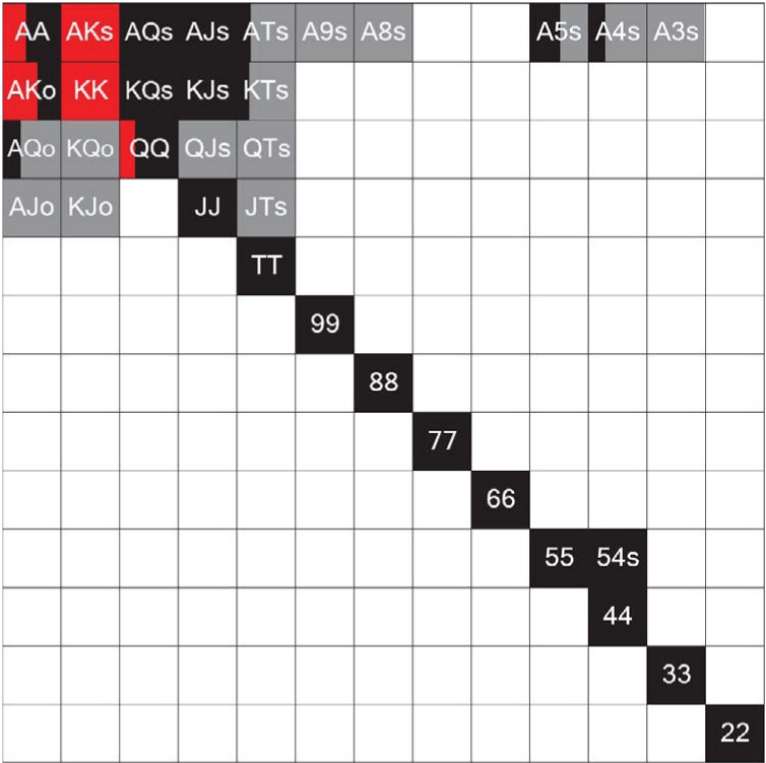 AA AKs AQs AJs ATs A9s A8s A5s A4s A3s
AKo KK KQs KJs KTs
AQo KQo QQ QJs QTs
AJo KJo JJ JTs
TT
99
88
77
66
55 54s
44
33
22